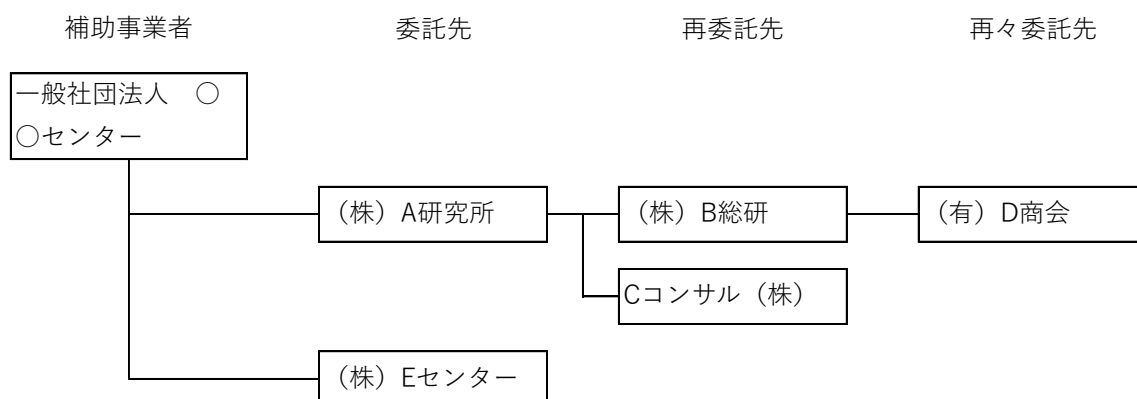 補助事業者 委託先 再委託先 再々委託先
一般社団法人 ○
○センター
(株)A研究所 (株)B総研 (有)D商会
Cコンサル(株)
(株)Eセンター